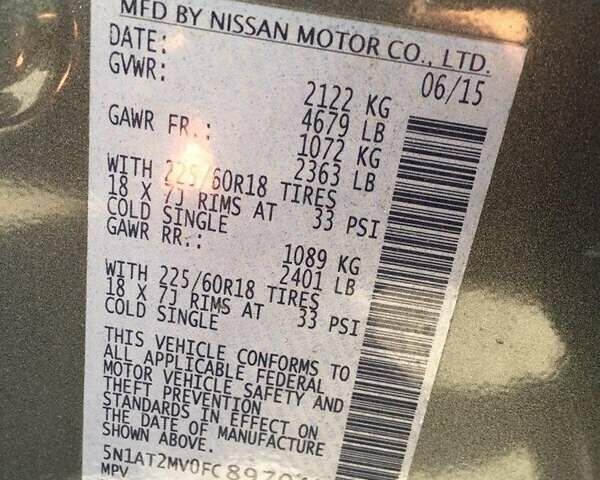 MFD BY NISSAN MOTOR CO., LTD.
DATE: 06/15
GVWR: 2122 KG
4679 LB
GAWR FR.: 1072 KG
2363 LB
WITH 225/60R18 TIRES
18 X 7J RIMS AT 33 PSI
COLD SINGLE
GAWR RR.: 1089 KG
2401 LB
WITH 225/60R18 TIRES
18 X 7J RIMS AT 33 PSI
COLD SINGLE
THIS VEHICLE CONFORMS TO
ALL APPLICABLE FEDERAL
MOTOR VEHICLE SAFETY AND
THEFT PREVENTION
STANDARDS IN EFFECT ON
THE DATE OF MANUFACTURE
SHOWN ABOVE.
MPV